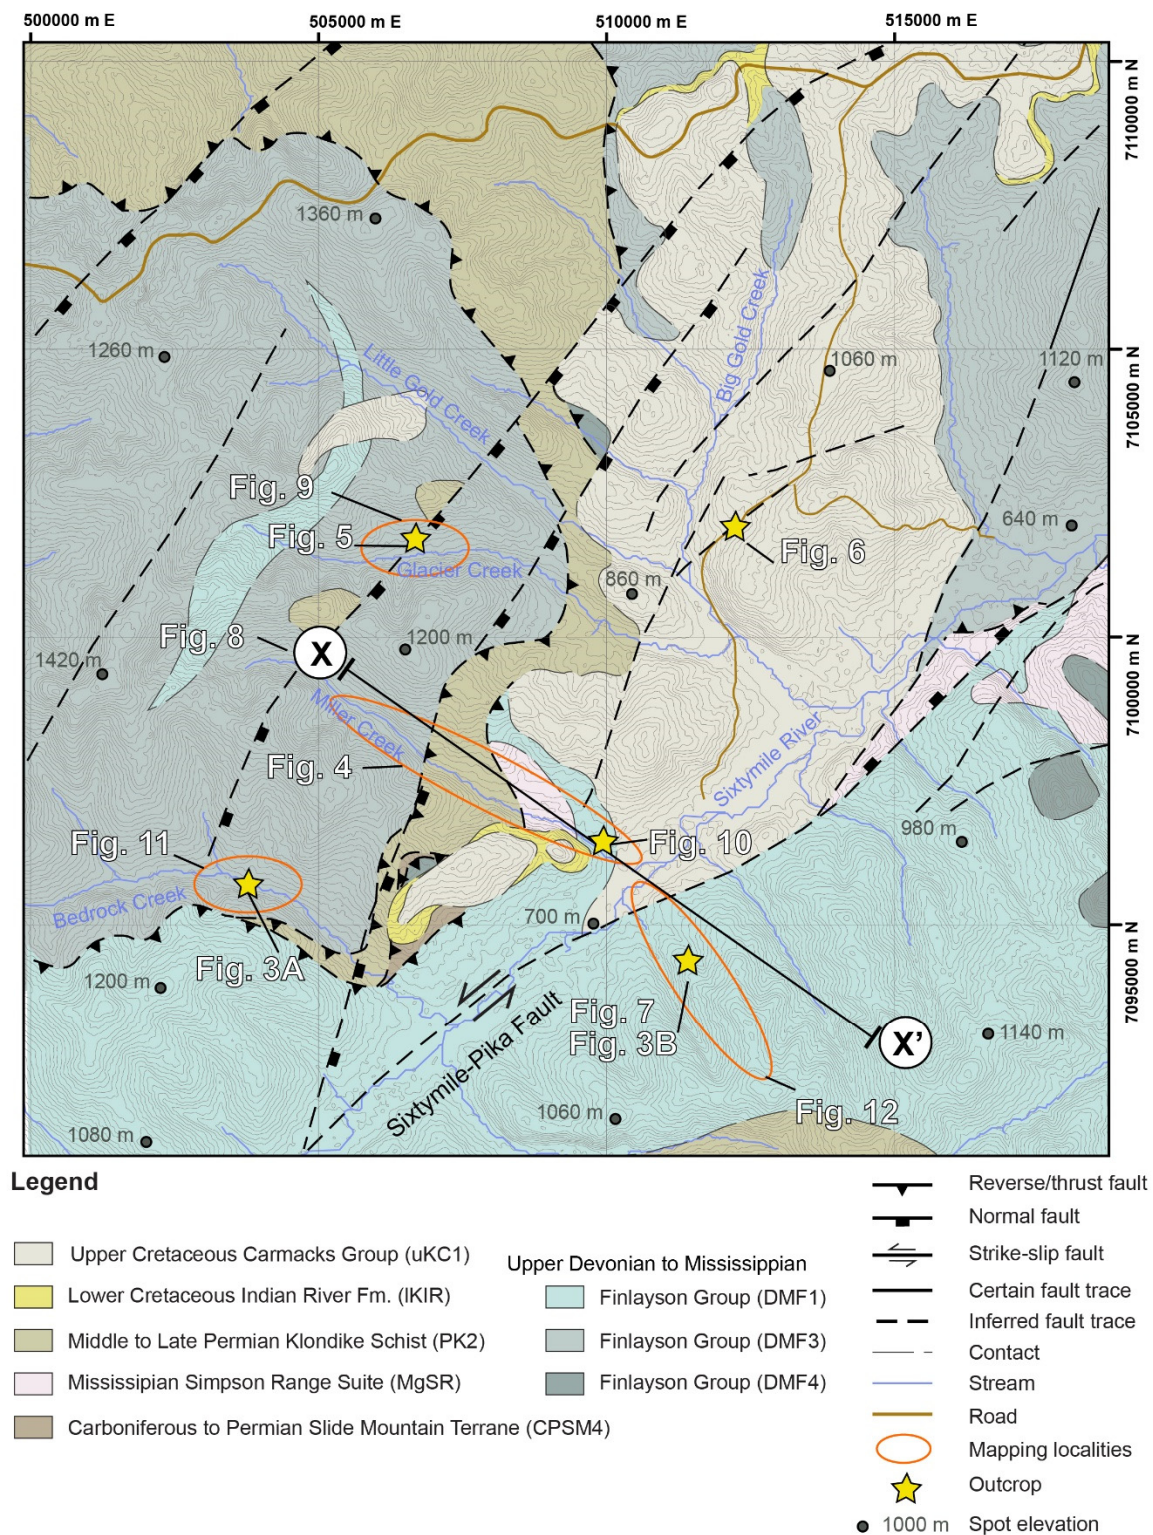 500000 m E
505000 m E
510000 m E
515000 m E
7110000 m N
1360 m
Big Gold Creek
1260 m
Little Gold Creek
1060 m
1120 m
7105000 m N
Fig. 9
Fig. 5
640 m
Fig. 6
Glacier Creek
860 m
Fig. 8
X
1200 m
1420 m
7100000 m N
Miller Creek
Sixtymile River
Fig. 4
980 m
Fig. 11
Fig. 10
Bedrock Creek
700 m
7095000 m N
Fig. 3A
1200 m
Fig. 7
Fig. 3B
X'
1140 m
Sixtymile-Pika Fault
1060 m
Fig. 12
1080 m
Legend
Upper Cretaceous Carmacks Group (uKC1)
Lower Cretaceous Indian River Fm. (lKIR)
Middle to Late Permian Klondike Schist (PK2)
Mississipian Simpson Range Suite (MgSR)
Carboniferous to Permian Slide Mountain Terrane (CPSM4)
Upper Devonian to Mississippian
Finlayson Group (DMF1)
Finlayson Group (DMF3)
Finlayson Group (DMF4)
Reverse/thrust fault
Normal fault
Strike-slip fault
Certain fault trace
Inferred fault trace
Contact
Stream
Road
Mapping localities
Outcrop
1000 m Spot elevation